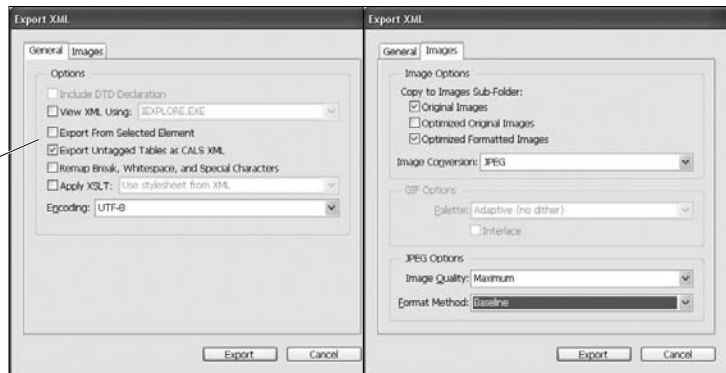 Export XML
General Images
Options
Include DTD Declaration
View XML Using: IEXPLORE.EXE
Export From Selected Element
Export Untagged Tables as CALS XML
Remap Break, Whitespace, and Special Characters
Apply XSLT: Use stylesheet from XML
Encoding: UTF-8
Export Cancel
Export XML
General Images
Image Options
Copy to Images Sub-Folder:
Original Images
Optimized Original Images
Optimized Formatted Images
Image Conversion: JPEG
GIF Options
Palette: Adaptive (no dither)
Interlace
JPEG Options
Image Quality: Maximum
Format Method: Baseline
Export Cancel